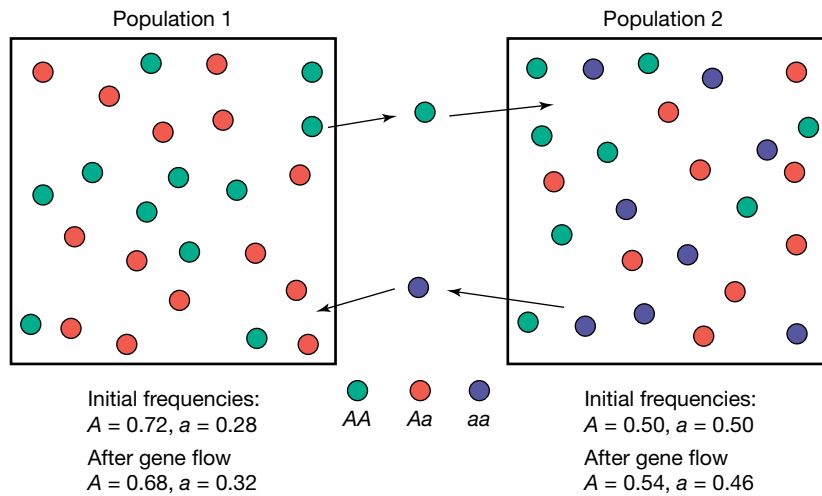 Population 1
Population 2
AA
Aa
aa
Initial frequencies:
A = 0.72, a = 0.28
After gene flow
A = 0.68, a = 0.32
Initial frequencies:
A = 0.50, a = 0.50
After gene flow
A = 0.54, a = 0.46